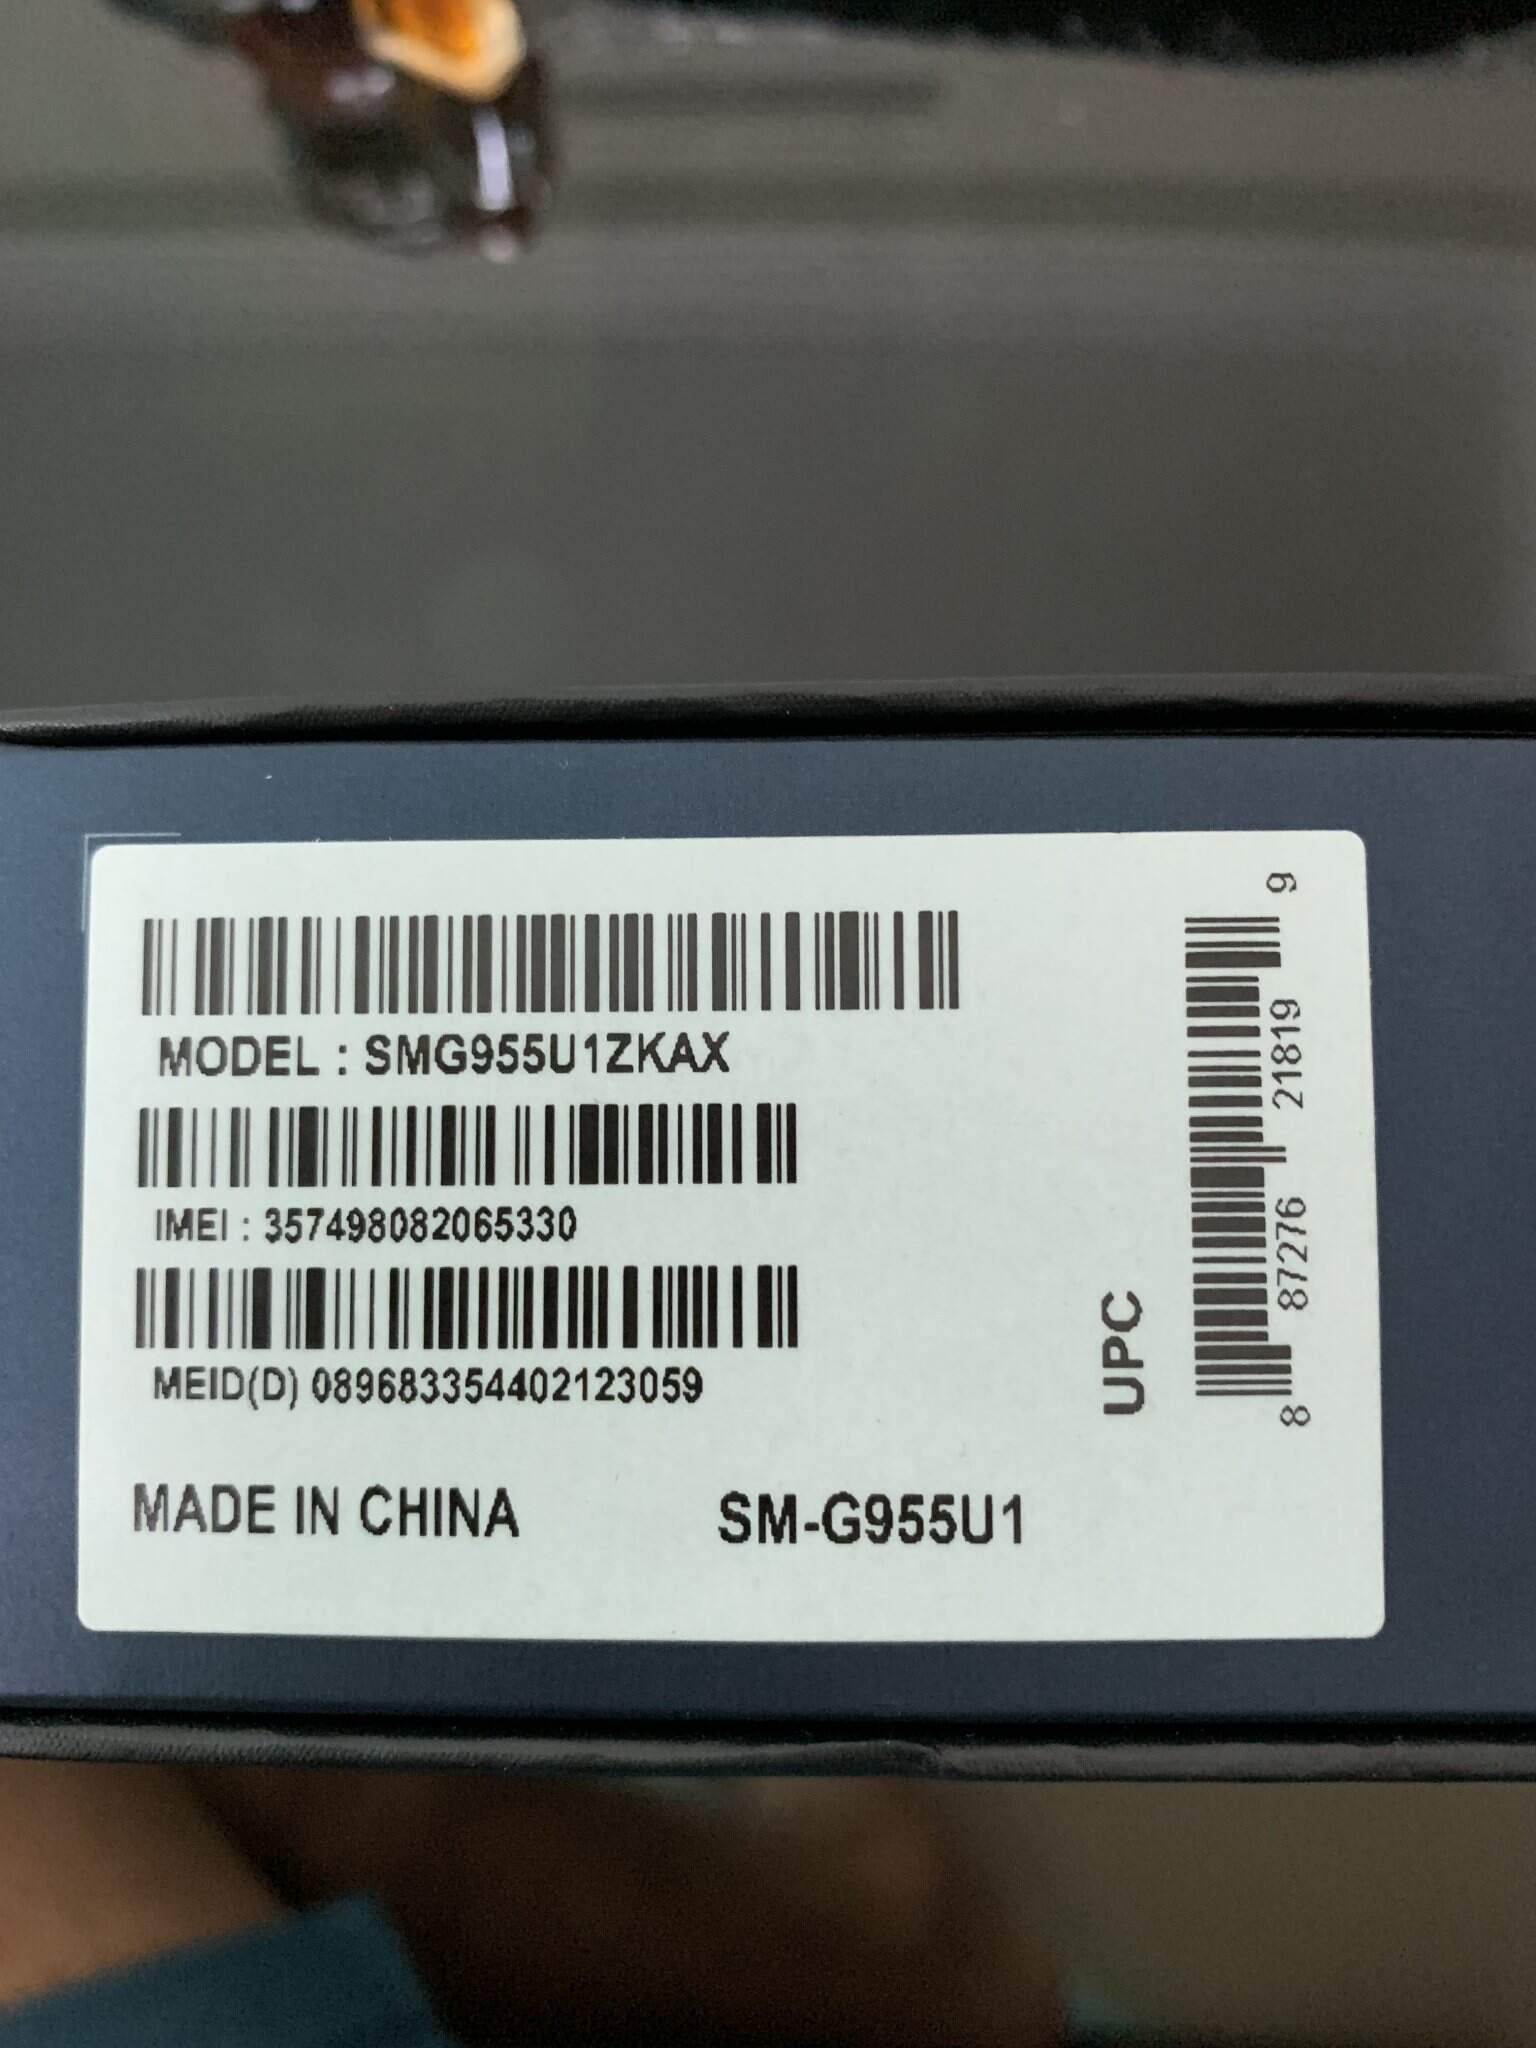 MODEL : SMG955U1ZKAX
IMEI : 357498082065330
MEID(D) 089683354402123059
MADE IN CHINA
SM-G955U1
UPC
8 87276 21819 9